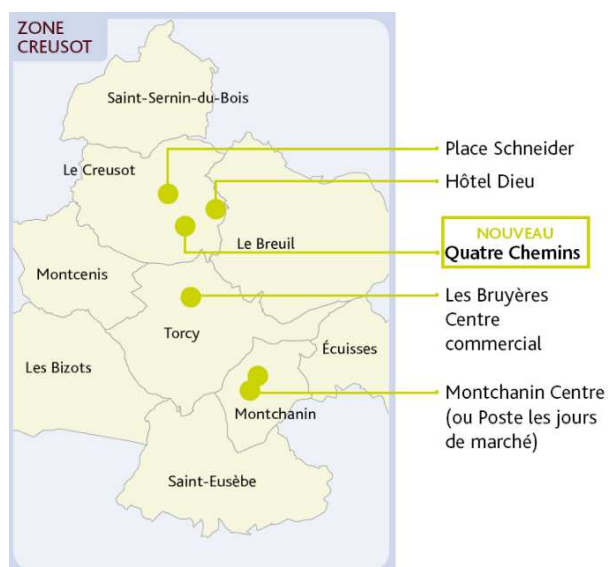 ZONE
CREUSOT
Saint-Sernin-du-Bois
Le Creusot
Le Breuil
Montcenis
Torcy
Les Bizots
Écuisses
Montchanin
Saint-Eusèbe
Place Schneider
Hôtel Dieu
NOUVEAU
Quatre Chemins
Les Bruyères
Centre
commercial
Montchanin Centre
(ou Poste les jours
de marché)